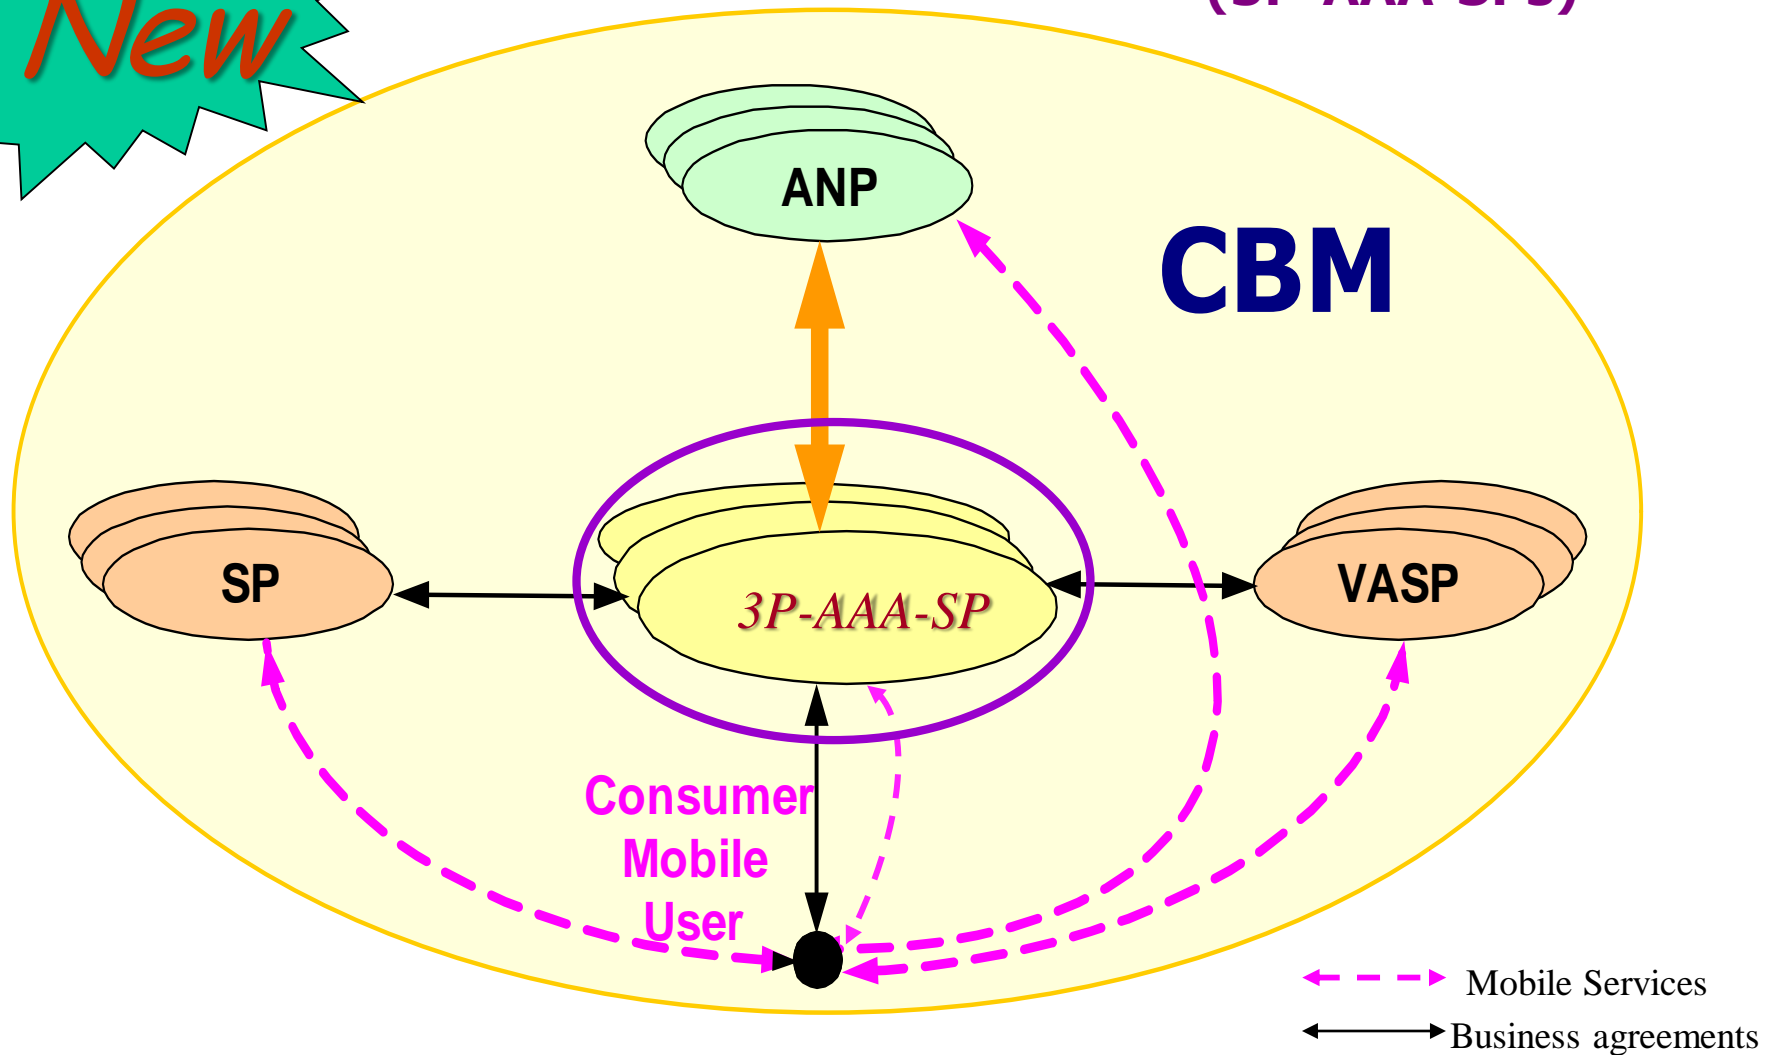 New
ANP
CBM
SP
3P-AAA-SP
VASP
Consumer
Mobile
User
Mobile Services
Business agreements